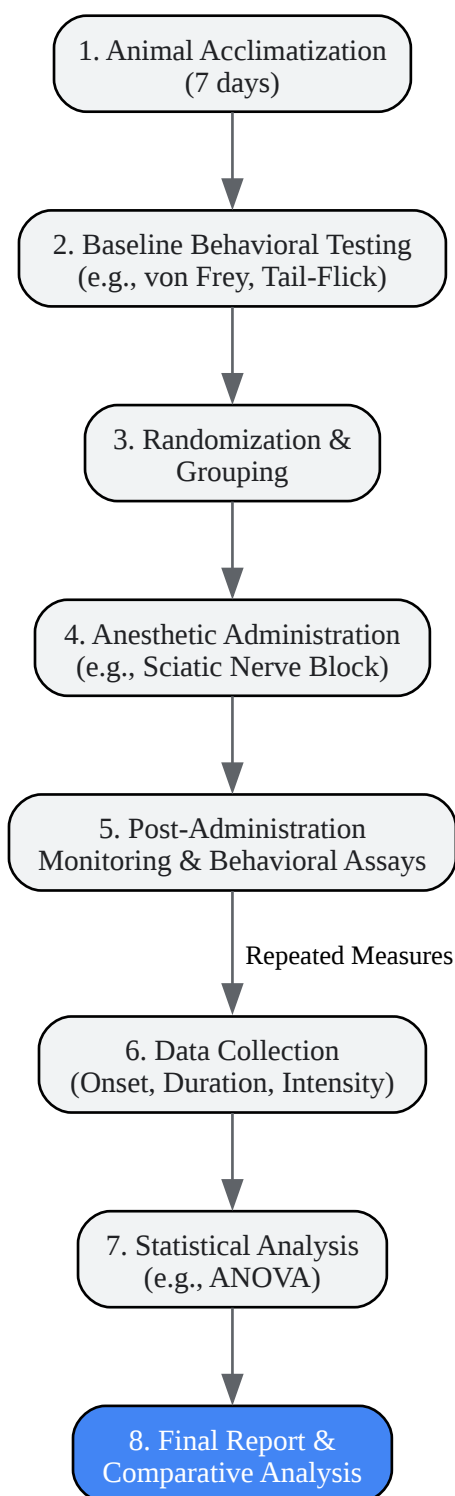 1. Animal Acclimatization
(7 days)
2. Baseline Behavioral Testing
(e.g., von Frey, Tail-Flick)
3. Randomization &
Grouping
4. Anesthetic Administration
(e.g., Sciatic Nerve Block)
5. Post-Administration
Monitoring & Behavioral Assays
Repeated Measures
6. Data Collection
(Onset, Duration, Intensity)
7. Statistical Analysis
(e.g., ANOVA)
8. Final Report &
Comparative Analysis